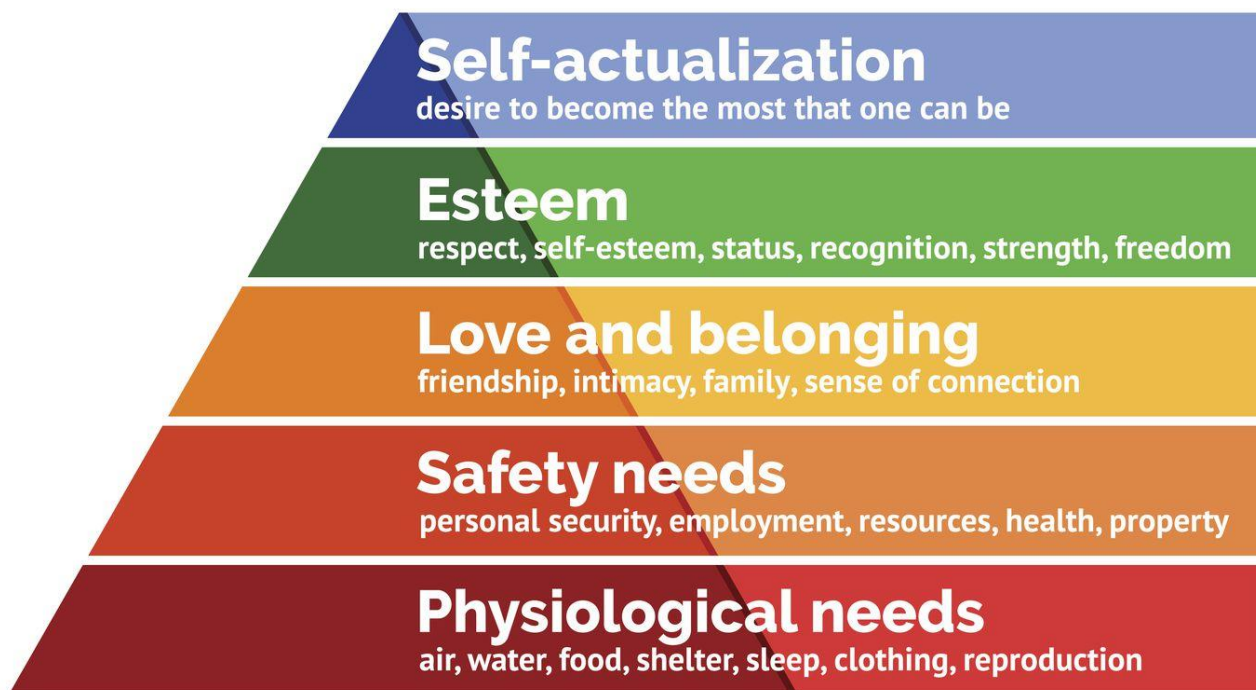 Self-actualization
desire to become the most that one can be
Esteem
respect, self-esteem, status, recognition, strength, freedom
Love and belonging
friendship, intimacy, family, sense of connection
Safety needs
personal security, employment, resources, health, property
Physiological needs
air, water, food, shelter, sleep, clothing, reproduction